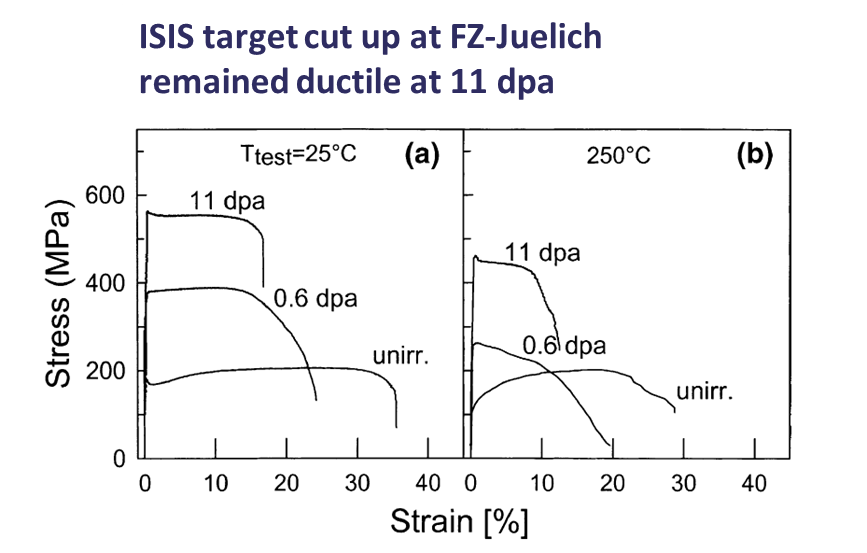 ISIS target cut up at FZ-Juelich
remained ductile at 11 dpa
Ttest=25°C
(a)
250°C
(b)
600
400
200
0
Stress (MPa)
11 dpa
0.6 dpa
unirr.
11 dpa
0.6 dpa
unirr.
0 10 20 30 40 0 10 20 30 40
Strain [%]